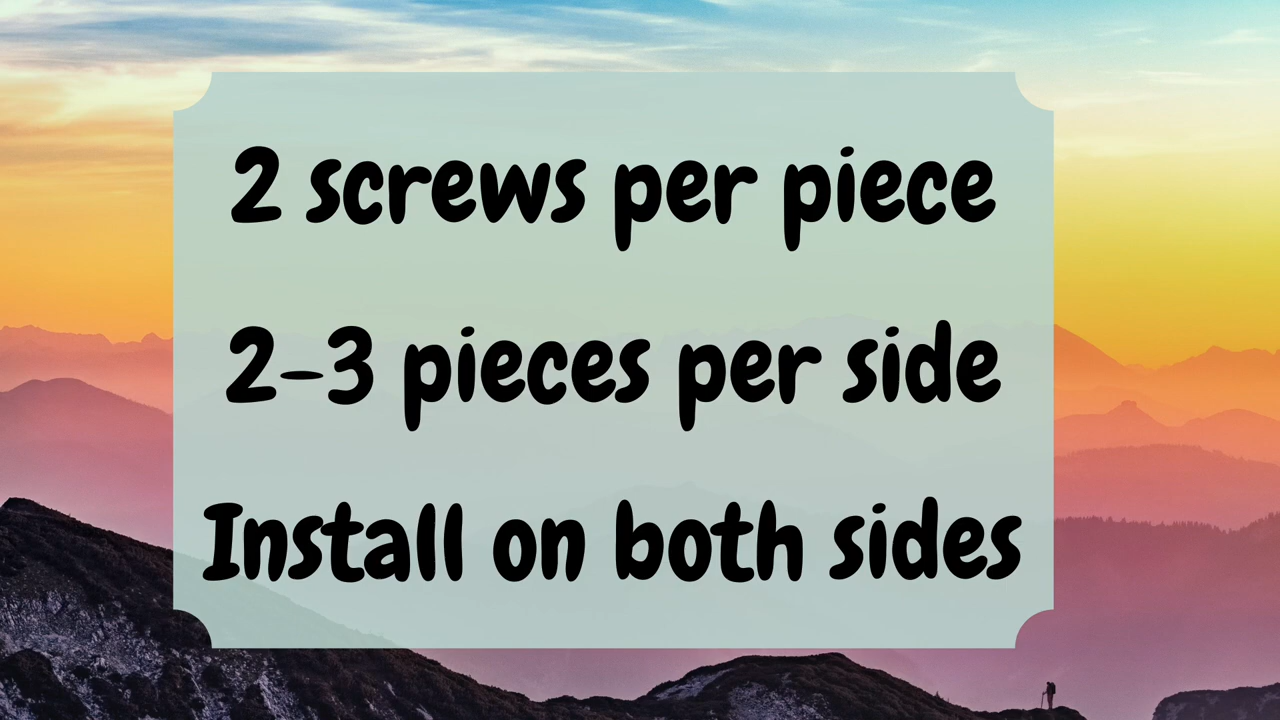 2 screws per piece
2-3 pieces per side
Install on both sides